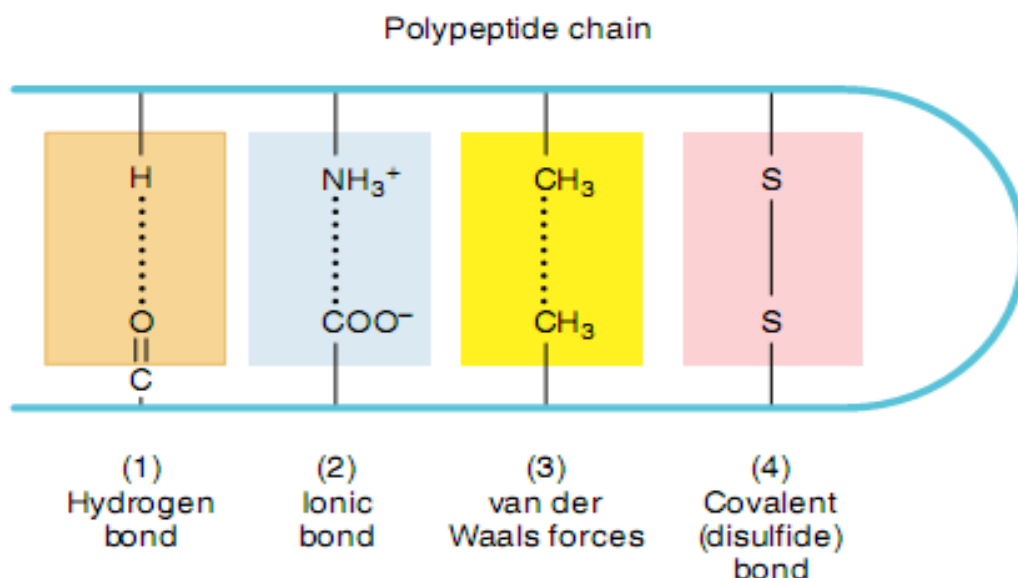 Polypeptide chain
H NH₃⁺ CH₃ S
O COO⁻ CH₃ S
C
(1) (2) (3) (4)
Hydrogen Ionic van der Covalent
bond bond Waals forces (disulfide)
bond